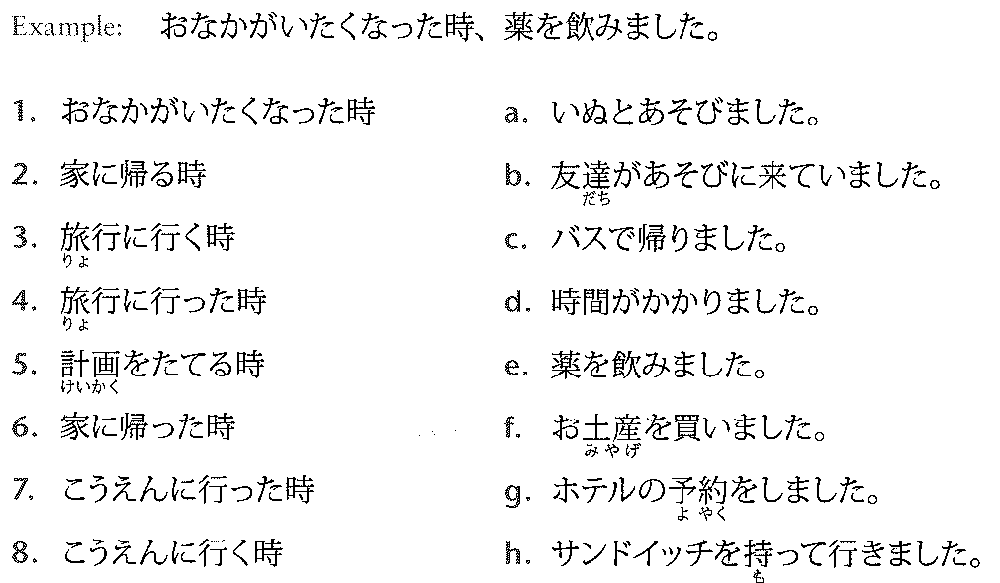 Example: おなかがいたくなった時、薬を飲みました。
1. おなかがいたくなった時 a. いぬとあそびました。
2. 家に帰る時 b. 友達があそびに来ていました。
だち
3. 旅行に行く時 c. バスで帰りました。
りょ
4. 旅行に行った時 d. 時間がかかりました。
りょ
5. 計画をたてる時 e. 薬を飲みました。
けいかく
6. 家に帰った時 f. お土産を買いました。
みやげ
7. こうえんに行った時 g. ホテルの予約をしました。
よやく
8. こうえんに行く時 h. サンドイッチを持って行きました。
も